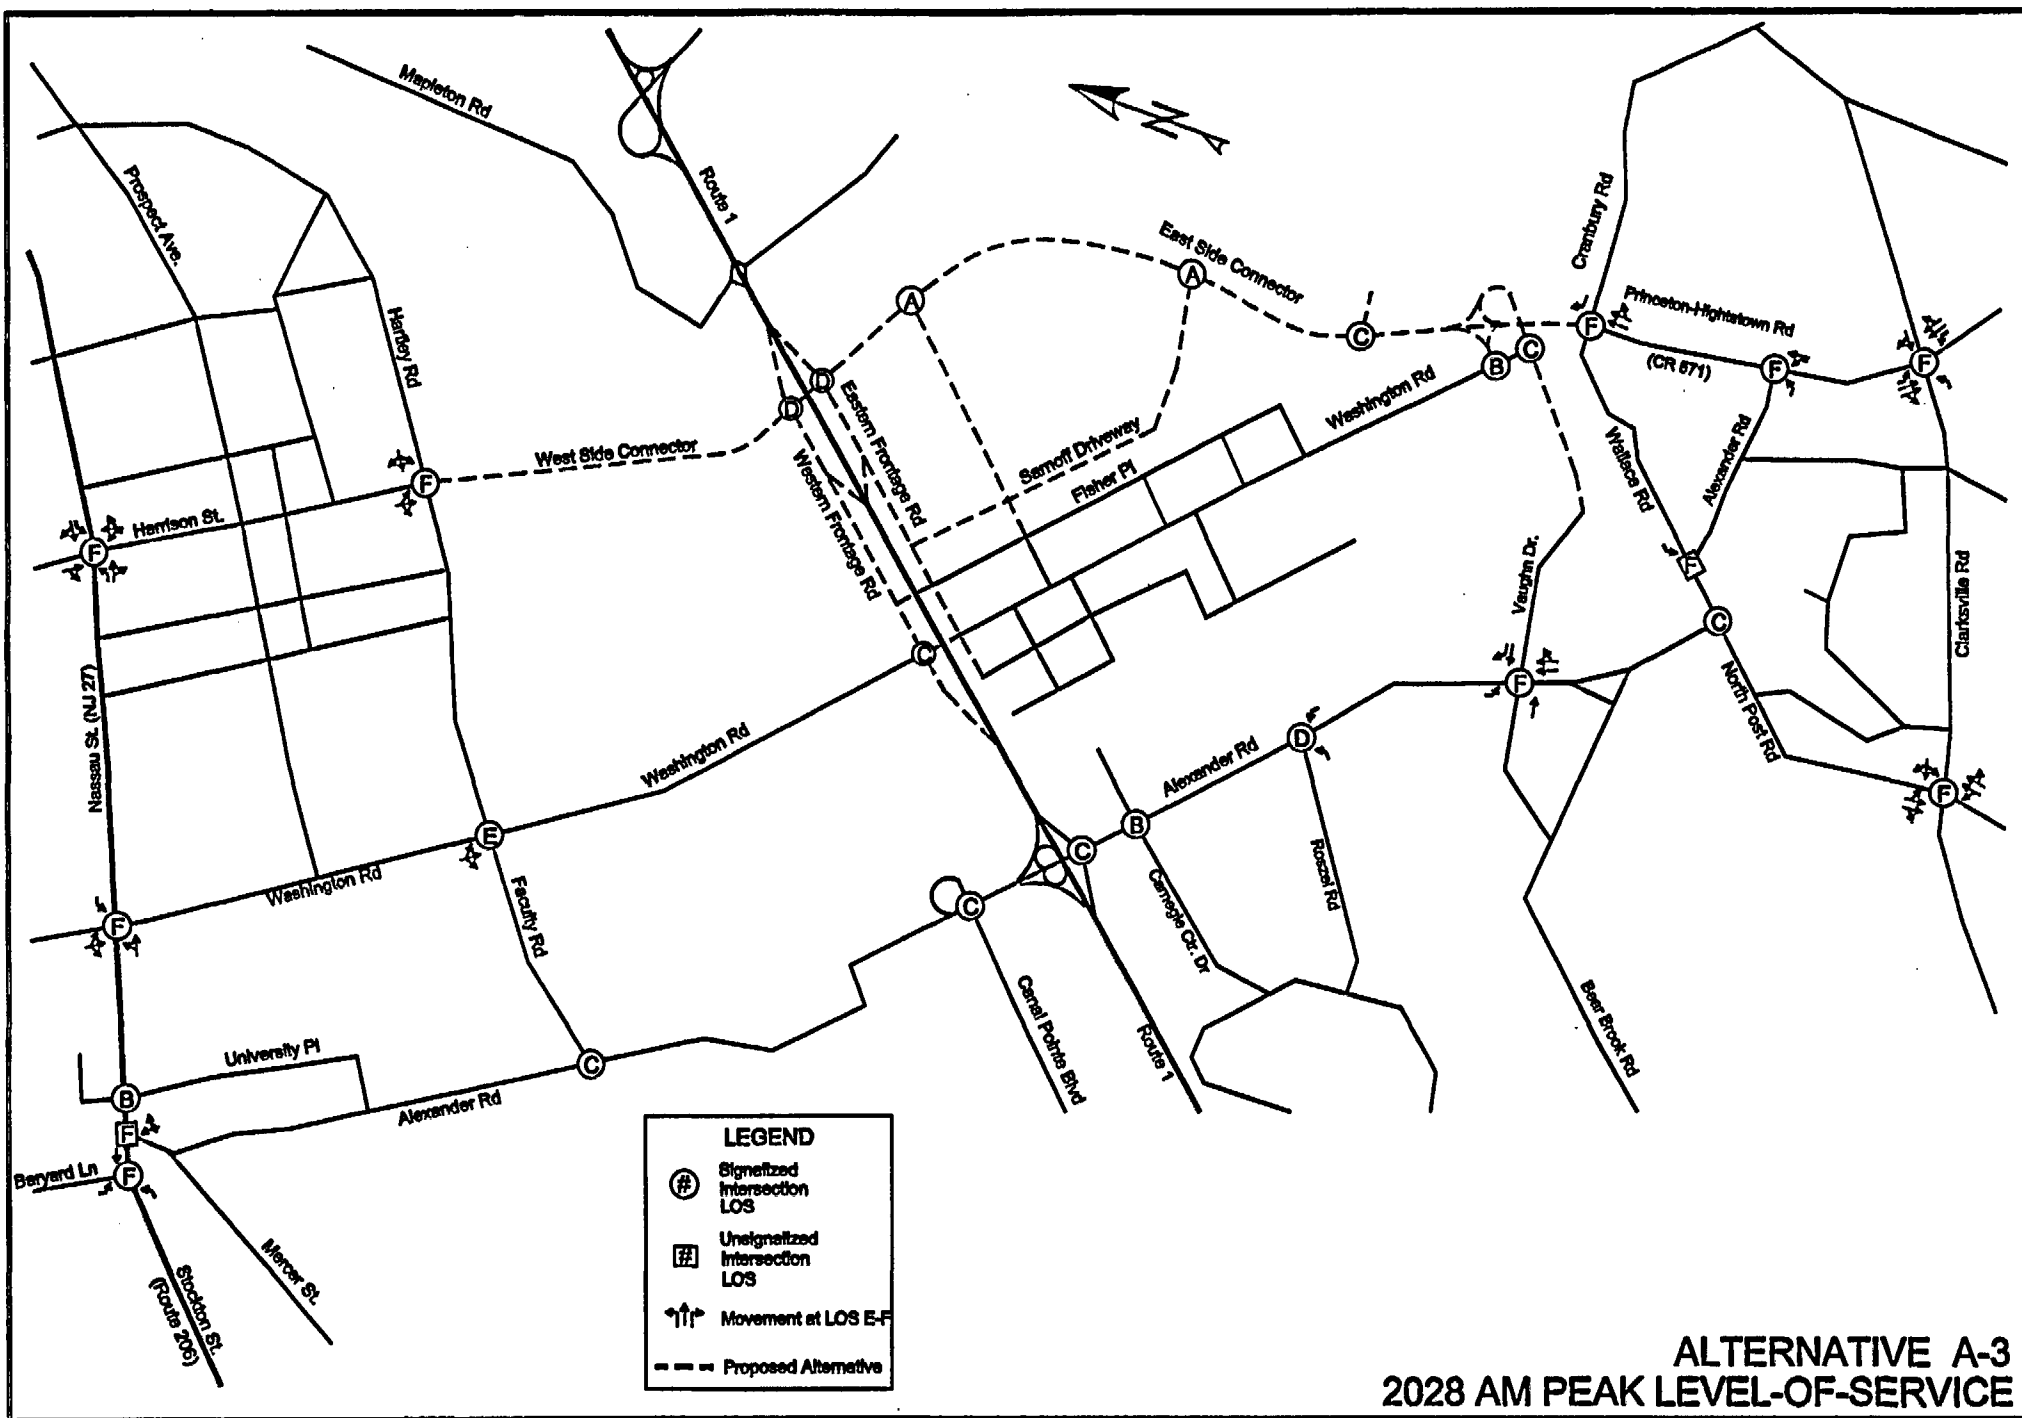 Mapleton Rd
Prospect Ave.
Route 1
N
Cranbury Rd
East Side Connector
A
A
Princeton-Hightstown Rd
(CR 571)
F
F
F
C
C
B
Hartley Rd
D
D
Eastern Frontage Rd
Western Frontage Rd
West Side Connector
Sarnoff Driveway
Fisher Pl
Washington Rd
Wallace Rd
Alexander Rd
F
Harrison St.
F
F
Vaughn Dr.
Clarksville Rd
C
C
F
North Post Rd
F
Nassau St. (NJ 27)
Washington Rd
Alexander Rd
D
B
C
E
Washington Rd
F
Faculty Rd
C
Carnegie Ctr. Dr
Roszel Rd
Canal Pointe Blvd
Route 1
Bear Brook Rd
University Pl
C
Alexander Rd
B
F
F
Baryard Ln
Mercer St.
Stockton St.
(Route 206)
LEGEND
# Signalized
Intersection
LOS
# Unsignalized
Intersection
LOS
Movement at LOS E-F
Proposed Alternative
ALTERNATIVE A-3
2028 AM PEAK LEVEL-OF-SERVICE